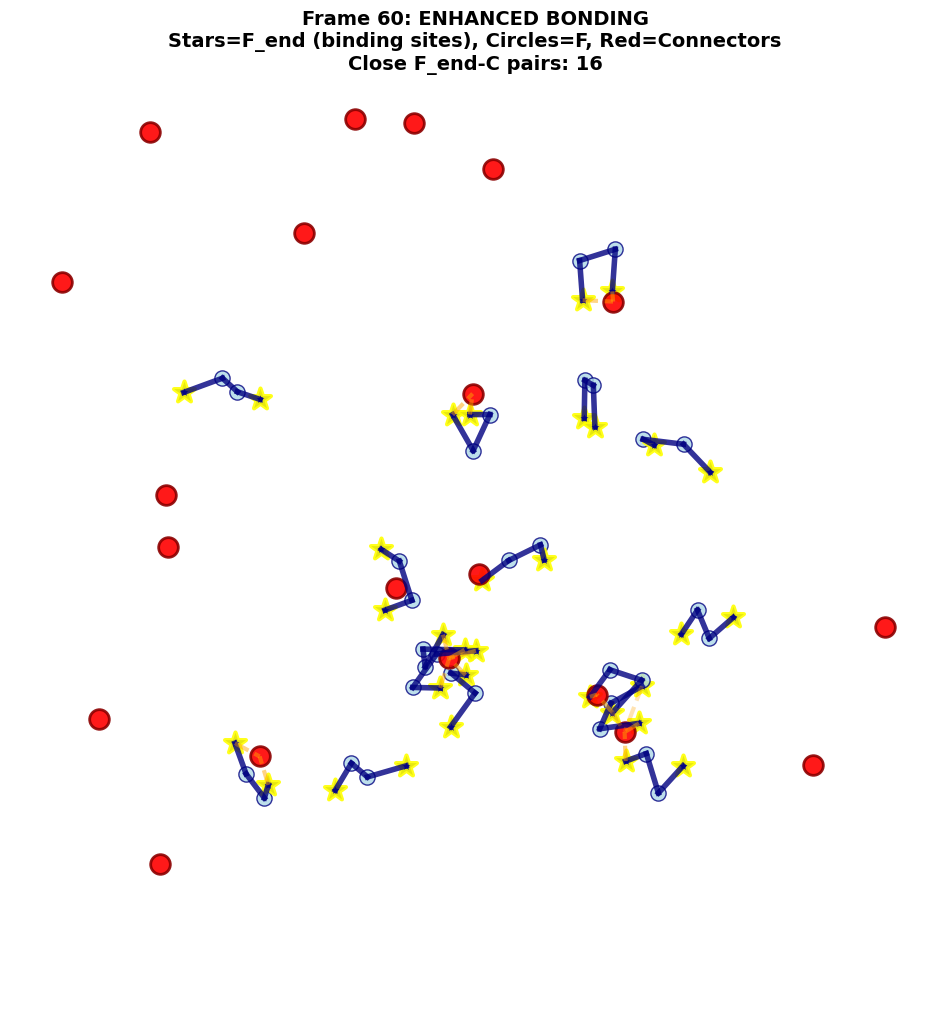 Frame 60: ENHANCED BONDING
Stars=F_end (binding sites), Circles=F, Red=Connectors
Close F_end-C pairs: 16